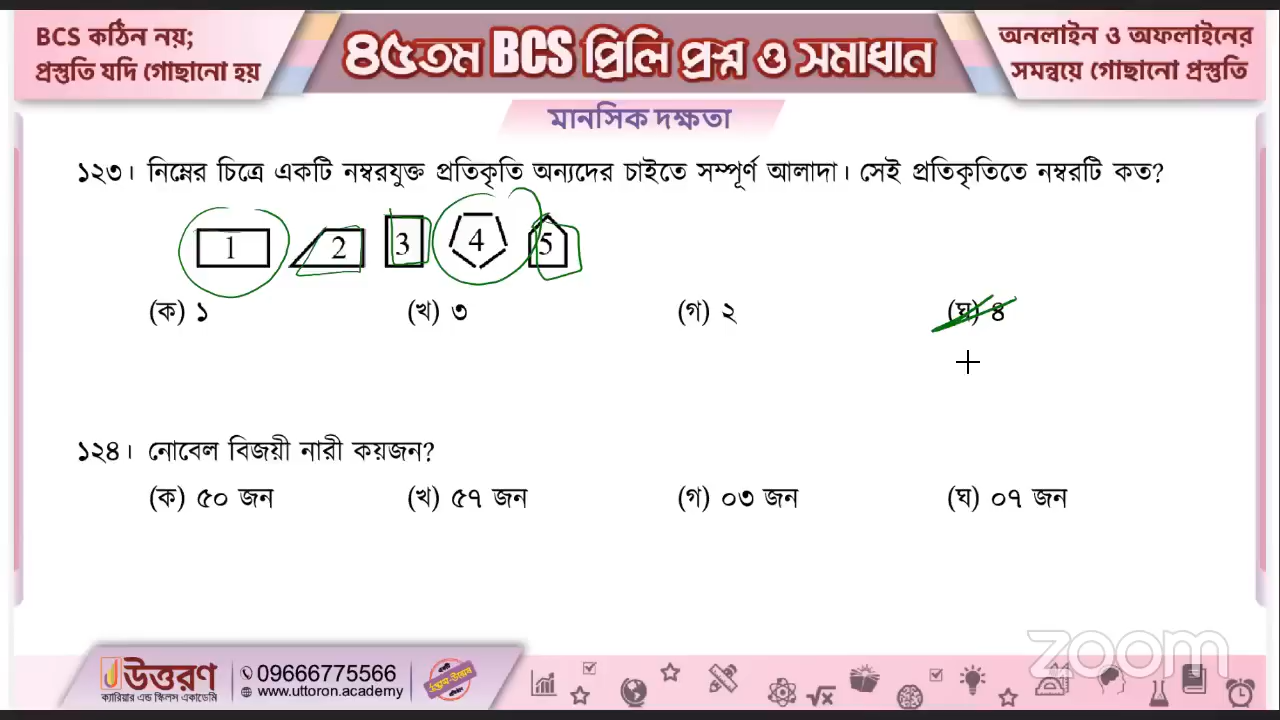 BCS কঠিন নয়;
প্রস্তুতি যদি গোছানো হয়
৪৫তম BCS প্রিলি প্রশ্ন ও সমাধান
অনলাইন ও অফলাইনের
সমন্বয়ে গোছানো প্রস্তুতি
মানসিক দক্ষতা
১২৩। নিম্নের চিত্রে একটি নম্বরযুক্ত প্রতিকৃতি অন্যদের চাইতে সম্পূর্ণ আলাদা। সেই প্রতিকৃতিতে নম্বরটি কত?
1 2 3 4 5
(ক) ১ (খ) ৩ (গ) ২ (ঘ) ৪
১২৪। নোবেল বিজয়ী নারী কয়জন?
(ক) ৫০ জন (খ) ৫৭ জন (গ) ০৩ জন (ঘ) ০৭ জন
zoom
উত্তরণ
ক্যারিয়ার এন্ড স্কিলস একাডেমি
09666775566
www.uttoron.academy